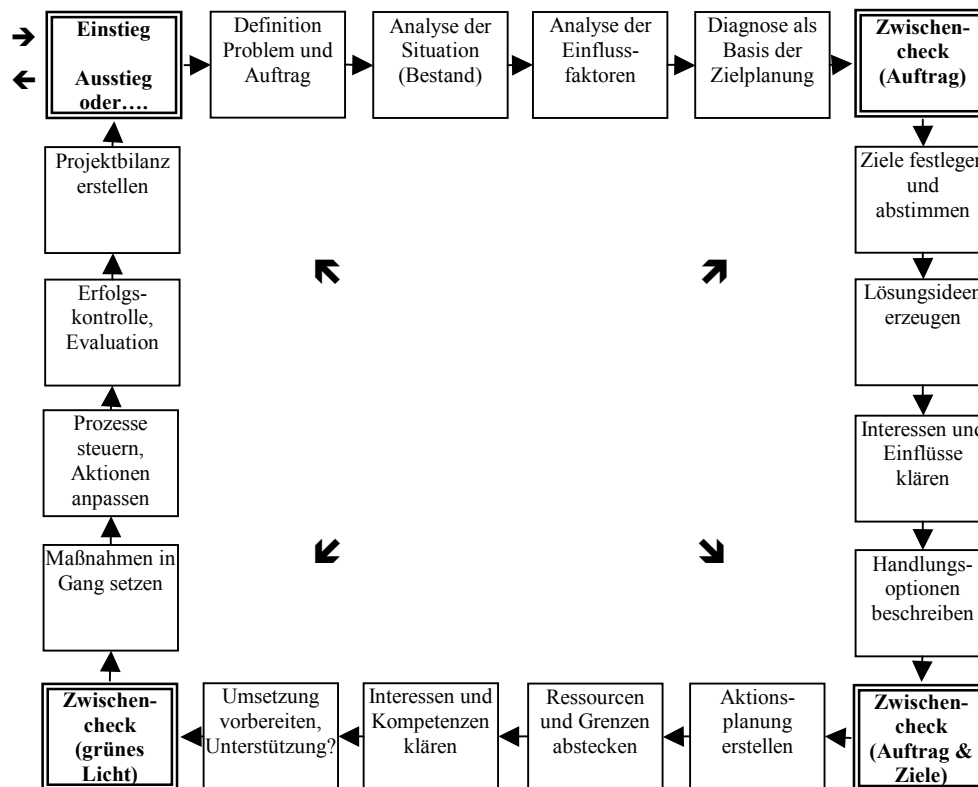 Einstieg
Ausstieg
oder….
Definition
Problem und
Auftrag
Analyse der
Situation
(Bestand)
Analyse der
Einfluss-
faktoren
Diagnose als
Basis der
Zielplanung
Zwischen-
check
(Auftrag)
Ziele festlegen
und
abstimmen
Lösungsideen
erzeugen
Interessen und
Einflüsse
klären
Handlungs-
optionen
beschreiben
Zwischen-
check
(Auftrag &
Ziele)
Aktions-
planung
erstellen
Ressourcen
und Grenzen
abstecken
Interessen und
Kompetenzen
klären
Umsetzung
vorbereiten,
Unterstützung?
Zwischen-
check
(grünes
Licht)
Maßnahmen in
Gang setzen
Prozesse
steuern,
Aktionen
anpassen
Erfolgs-
kontrolle,
Evaluation
Projektbilanz
erstellen